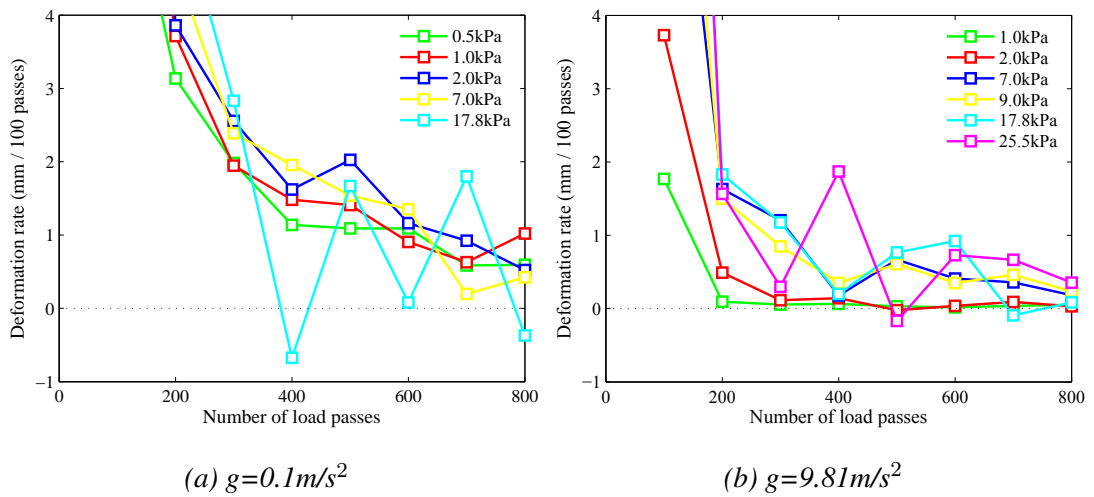 4
3
2
1
0
−1
0
200
400
600
800
Deformation rate (mm / 100 passes)
Number of load passes
0.5kPa
1.0kPa
2.0kPa
7.0kPa
17.8kPa
(a) g=0.1m/s²
4
3
2
1
0
−1
0
200
400
600
800
Deformation rate (mm / 100 passes)
Number of load passes
1.0kPa
2.0kPa
7.0kPa
9.0kPa
17.8kPa
25.5kPa
(b) g=9.81m/s²